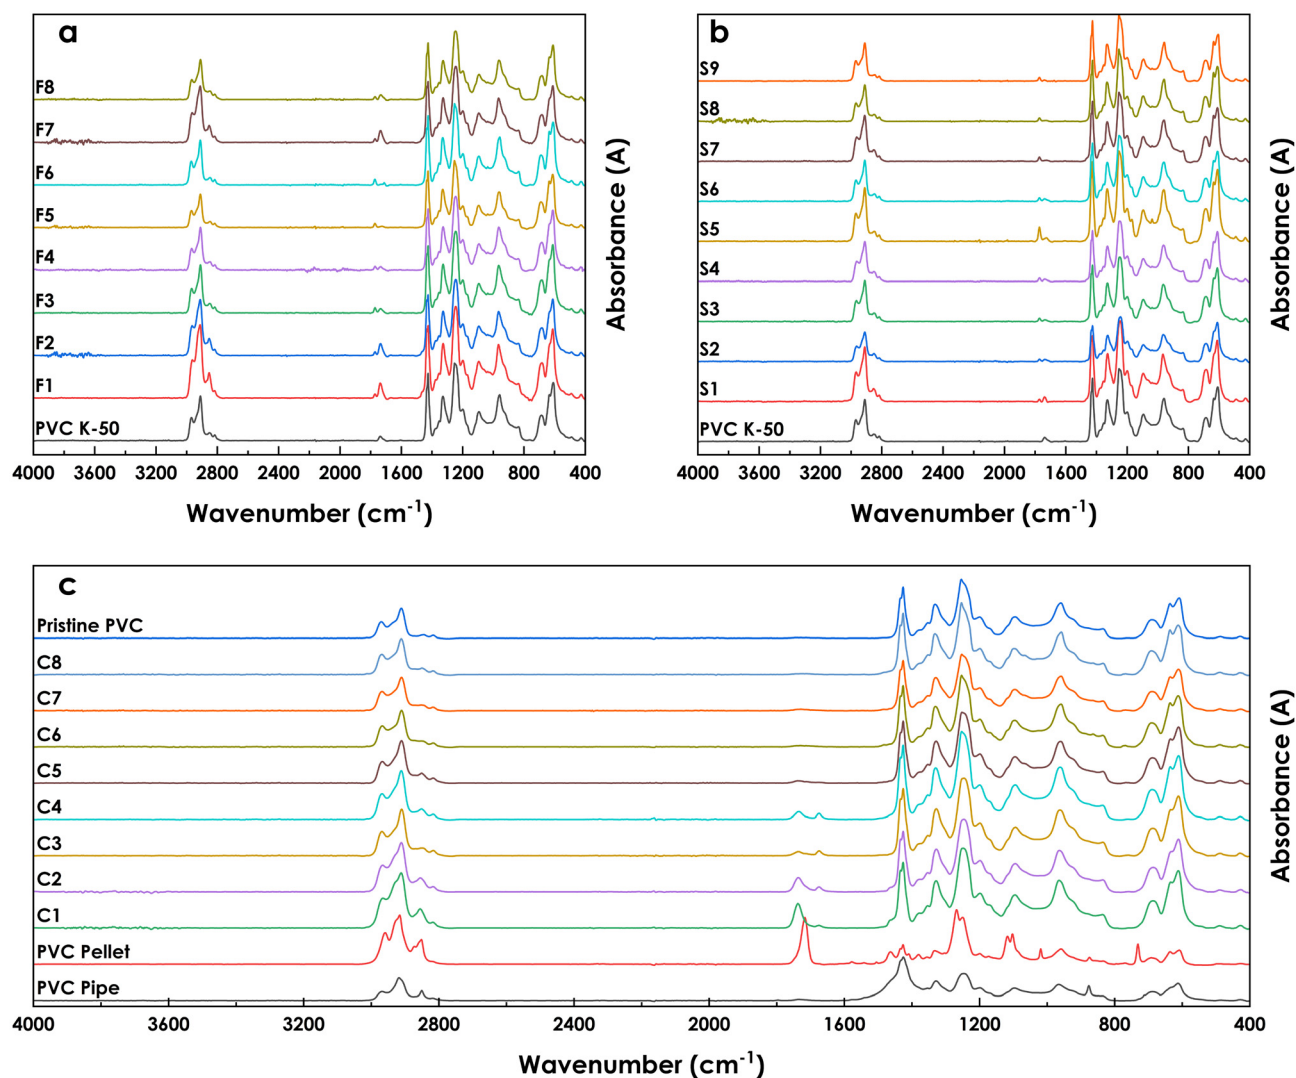 a
F8
F7
F6
F5
F4
F3
F2
F1
PVC K-50
4000 3600 3200 2800 2400 2000 1600 1200 800 400
Wavenumber (cm-1)
Absorbance (A)
b
S9
S8
S7
S6
S5
S4
S3
S2
S1
PVC K-50
4000 3600 3200 2800 2400 2000 1600 1200 800 400
Wavenumber (cm-1)
Absorbance (A)
c
Pristine PVC
C8
C7
C6
C5
C4
C3
C2
C1
PVC Pellet
PVC Pipe
4000 3600 3200 2800 2400 2000 1600 1200 800 400
Wavenumber (cm-1)
Absorbance (A)